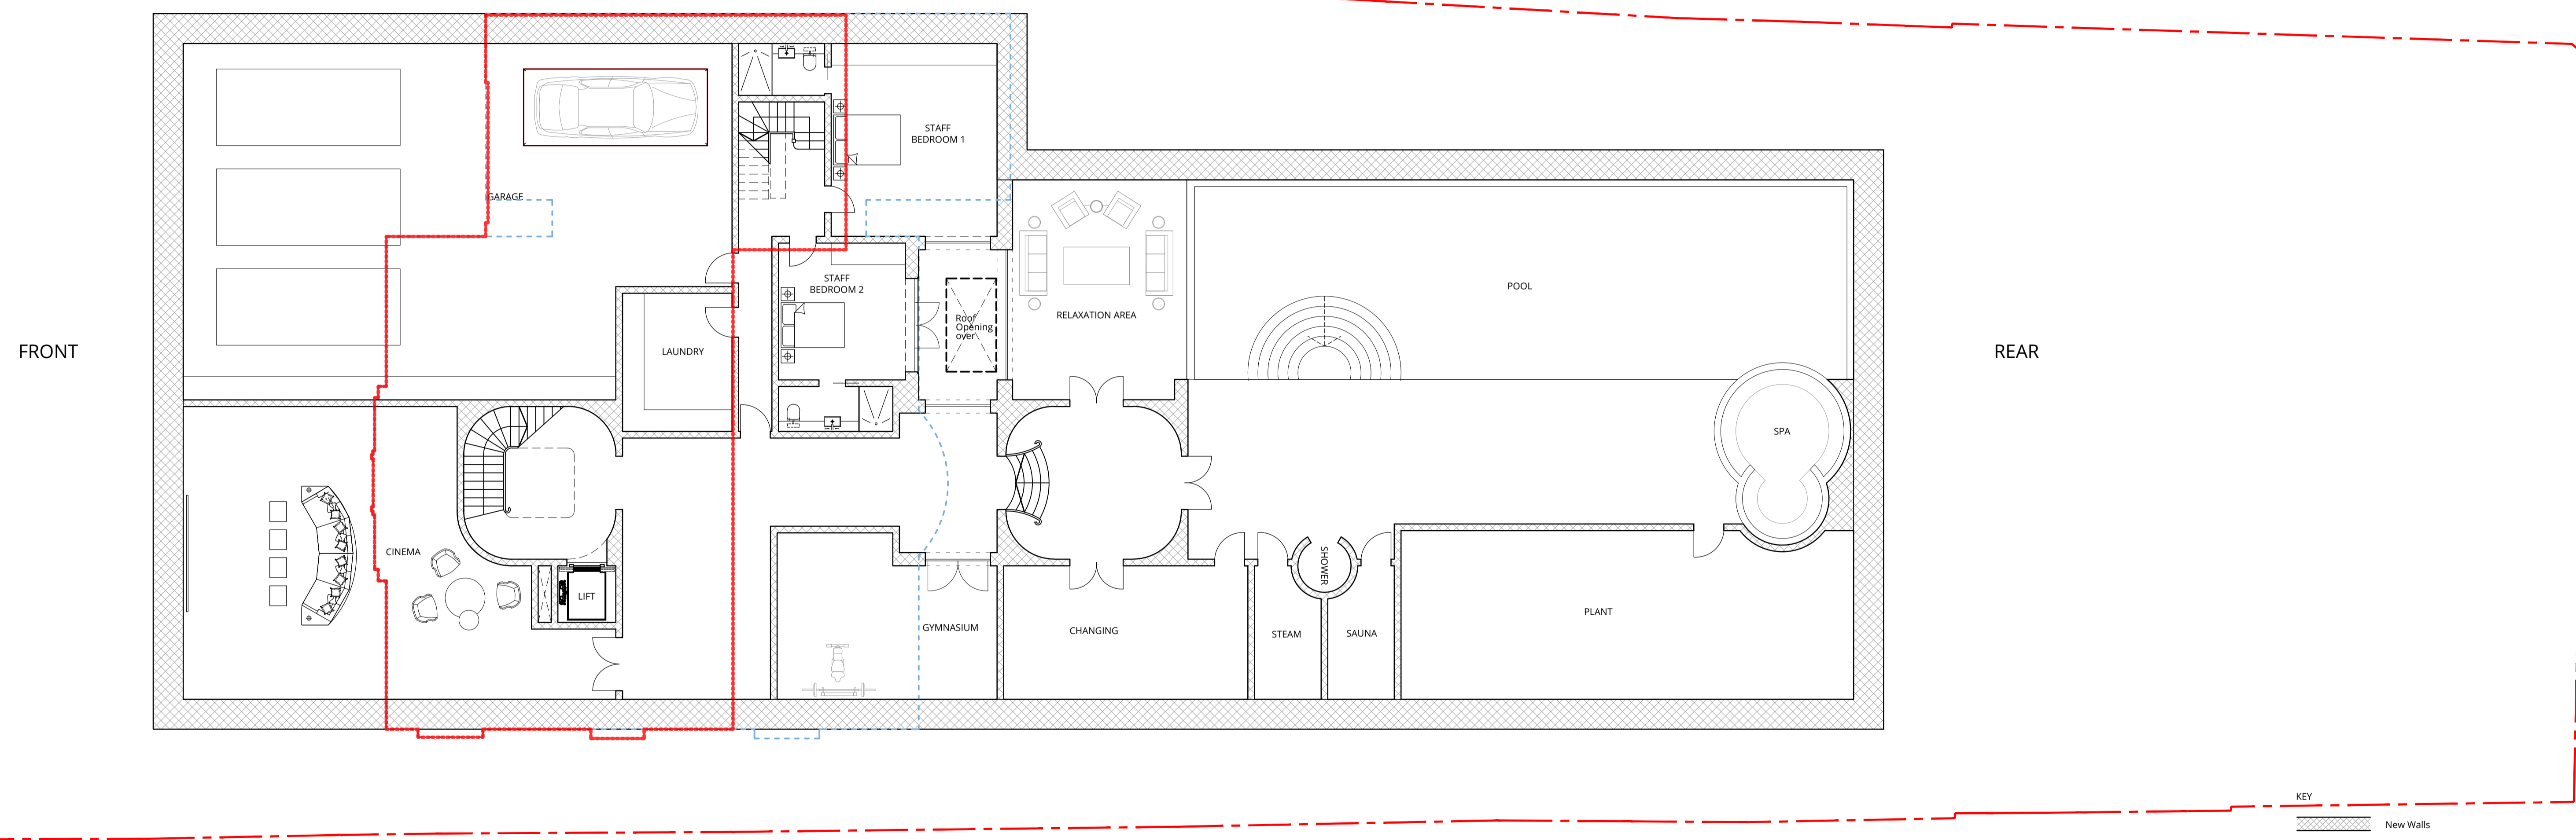 STAFF
BEDROOM 1
GARAGE
STAFF
BEDROOM 2
POOL
RELAXATION AREA
Roof
Opening
over
FRONT
LAUNDRY
REAR
SPA
CINEMA
SHOWER
LIFT
GYMNASIUM
CHANGING
STEAM
SAUNA
PLANT
KEY
New Walls